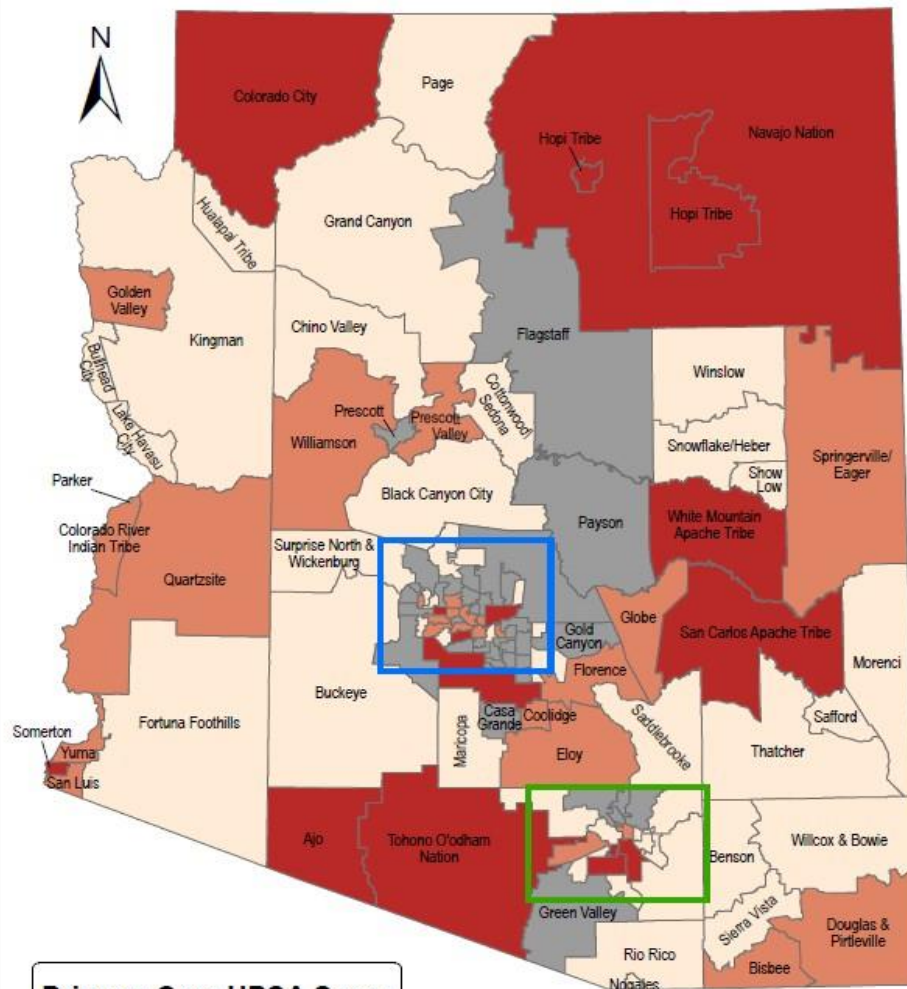 N
Colorado City
Page
Hopi Tribe
Navajo Nation
Hopi Tribe
Hualapai Tribe
Grand Canyon
Golden
Valley
Kingman
Chino Valley
Flagstaff
Bullhead
City
Lake Havasu
City
Winslow
Cottonwood
Sedona
Prescott
Prescott
Valley
Williamson
Snowflake/Heber
Show
Low
Springerville/
Eager
Black Canyon City
Parker
Payson
White Mountain
Apache Tribe
Colorado River
Indian Tribe
Surprise North &
Wickenburg
Quartzsite
Globe
San Carlos Apache Tribe
Gold
Canyon
Florence
Morenci
Buckeye
Fortuna Foothills
Casa
Grande
Coolidge
Saddlebrooke
Safford
Somerton
Yuma
San Luis
Maricopa
Eloy
Thatcher
Ajo
Tohono O'odham
Nation
Benson
Willcox & Bowie
Green Valley
Sierra Vista
Douglas &
Pirtleville
Rio Rico
Bisbee
Nogales